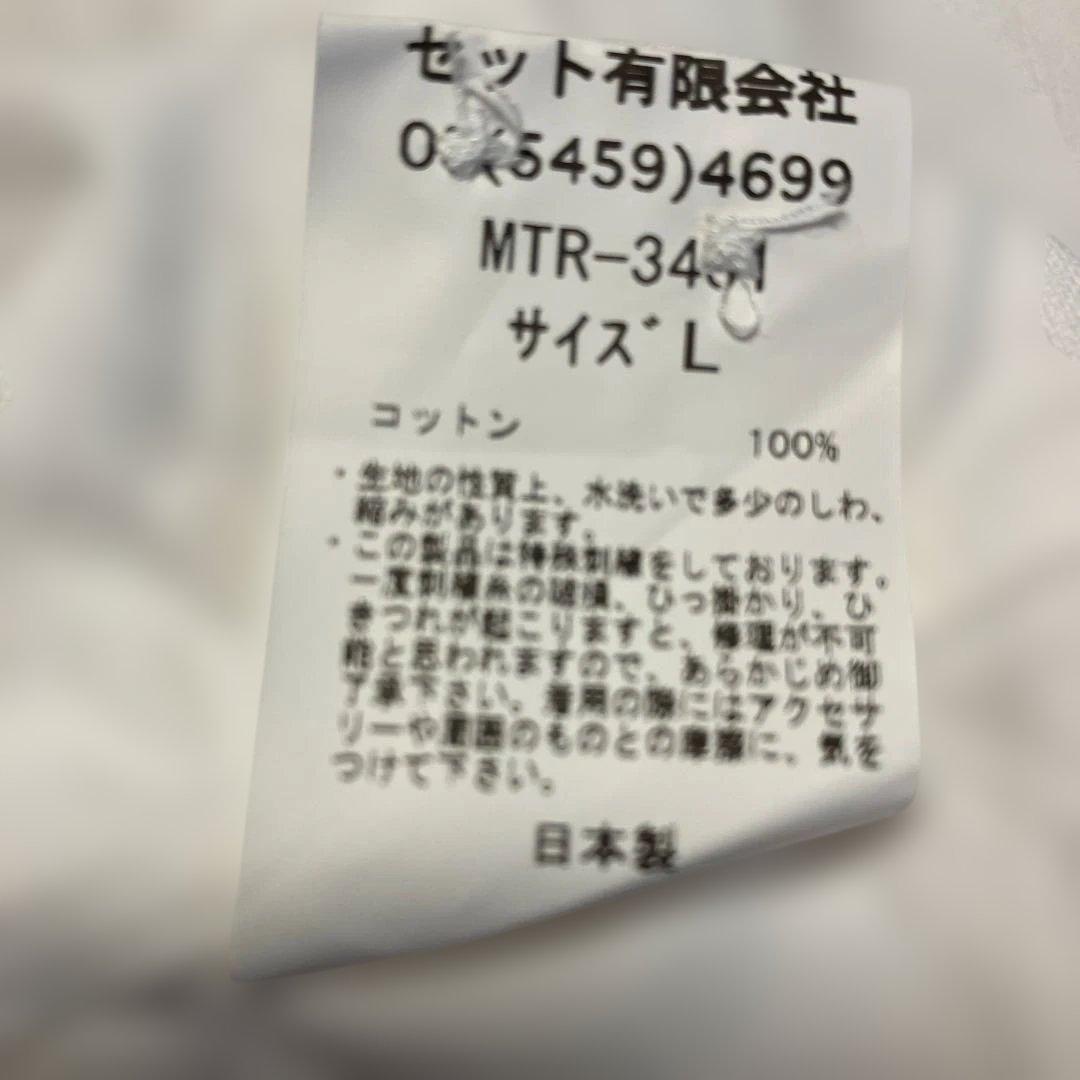 セット有限会社
(5459)4699
サイズ L
コットン 100%
・生地の性質上、水洗いで多少のしわ、
縮みがあります。
・この製品は特殊刺繍をしております。
一度刺繍糸の破損、ひっ掛かり、ひ
きつれが起こりますと、修理が不可
能と思われますので、あらかじめ御
了承下さい。着用の際にはアクセサ
リーや周囲のものとの摩擦に、気を
つけて下さい。
日本製